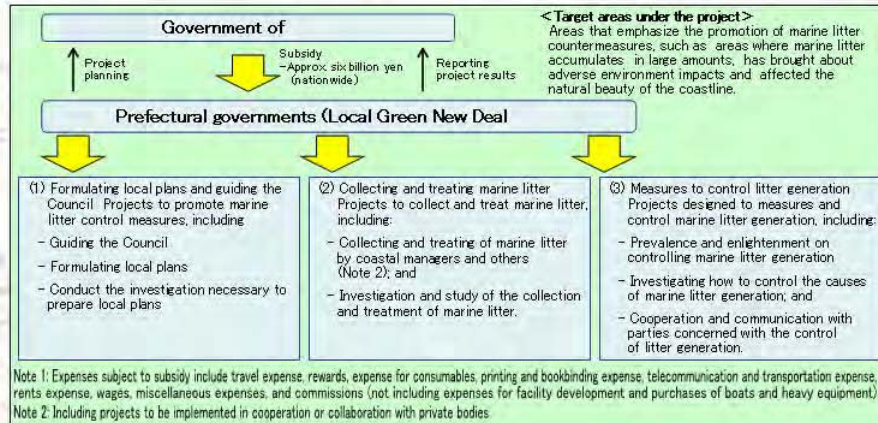 Government of
Project
planning
Subsidy
-Approx. six billion yen
(nationwide)
Reporting
project results
<Target areas under the project>
Areas that emphasize the promotion of marine litter
countermeasures, such as areas where marine litter
accumulates in large amounts, has brought about
adverse environment impacts and affected the
natural beauty of the coastline.
Prefectural governments (Local Green New Deal
(1) Formulating local plans and guiding the
Council Projects to promote marine
litter control measures, including
- Guiding the Council
- Formulating local plans
- Conduct the investigation necessary to
prepare local plans
(2) Collecting and treating marine litter
Projects to collect and treat marine litter,
including:
- Collecting and treating of marine litter
by coastal managers and others
(Note 2); and
- Investigation and study of the collection
and treatment of marine litter.
(3) Measures to control litter generation
Projects designed to measures and
control marine litter generation, including:
- Prevalence and enlightenment on
controlling marine litter generation
- Investigating how to control the causes
of marine litter generation; and
- Cooperation and communication with
parties concerned with the control
of litter generation.
Note 1: Expenses subject to subsidy include travel expense, rewards, expense for consumables, printing and bookbinding expense, telecommunication and transportation expense,
rents expense, wages, miscellaneous expenses, and commissions (not including expenses for facility development and purchases of boats and heavy equipment)
Note 2: Including projects to be implemented in cooperation or collaboration with private bodies